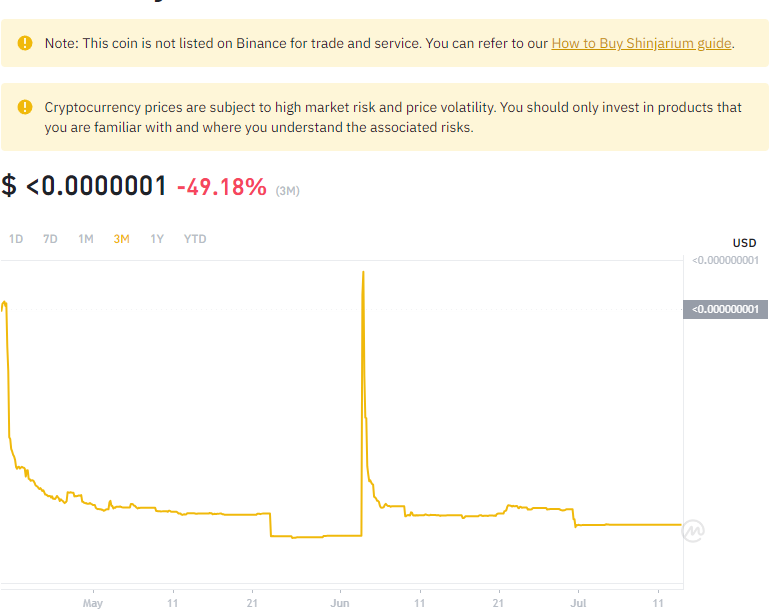 Note: This coin is not listed on Binance for trade and service. You can refer to our How to Buy Shinjarium guide.
Cryptocurrency prices are subject to high market risk and price volatility. You should only invest in products that
you are familiar with and where you understand the associated risks.
$ <0.0000001 -49.18% (3M)
1D 7D 1M 3M 1Y YTD
USD
<0.000000001
<0.000000001
May 11 21 Jun 11 21 Jul 11